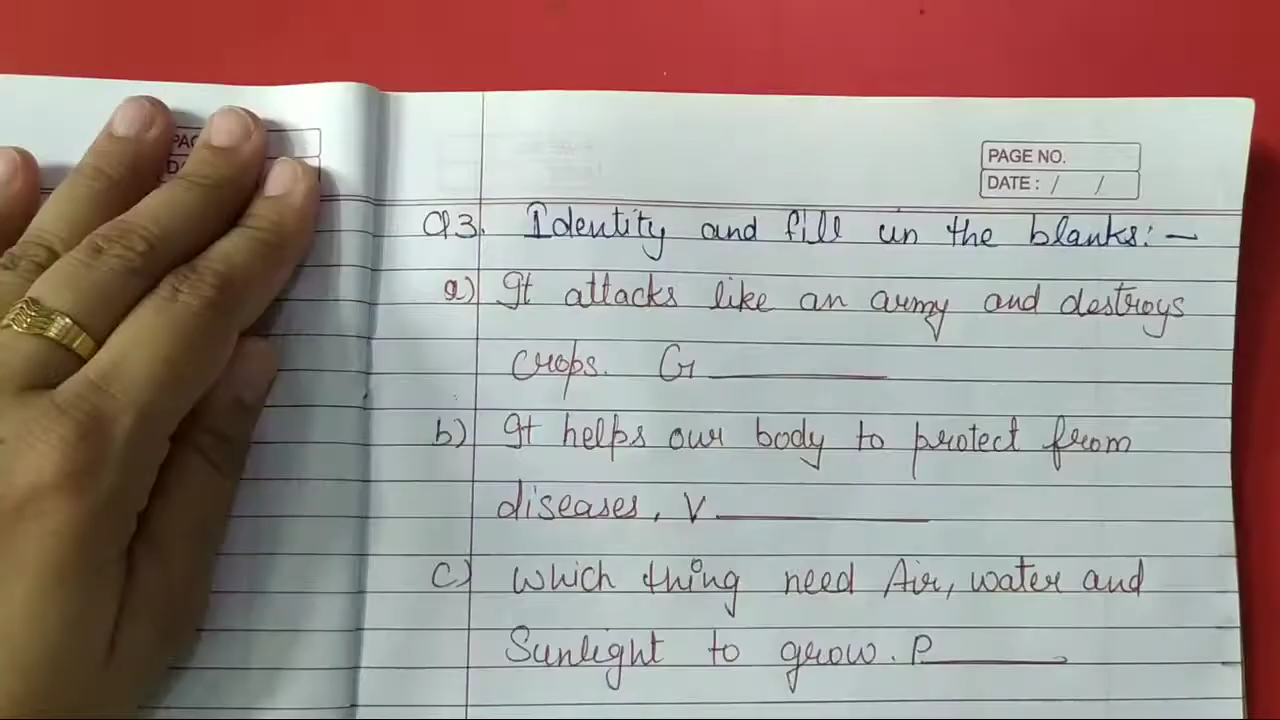 PAGE NO.
DATE: / /
Q3. Identity and fill in the blanks:-
a) It attacks like an army and destroys
crops. G
b) It helps our body to protect from
diseases, V
c) which thing need Air, water and
Sunlight to grow. P